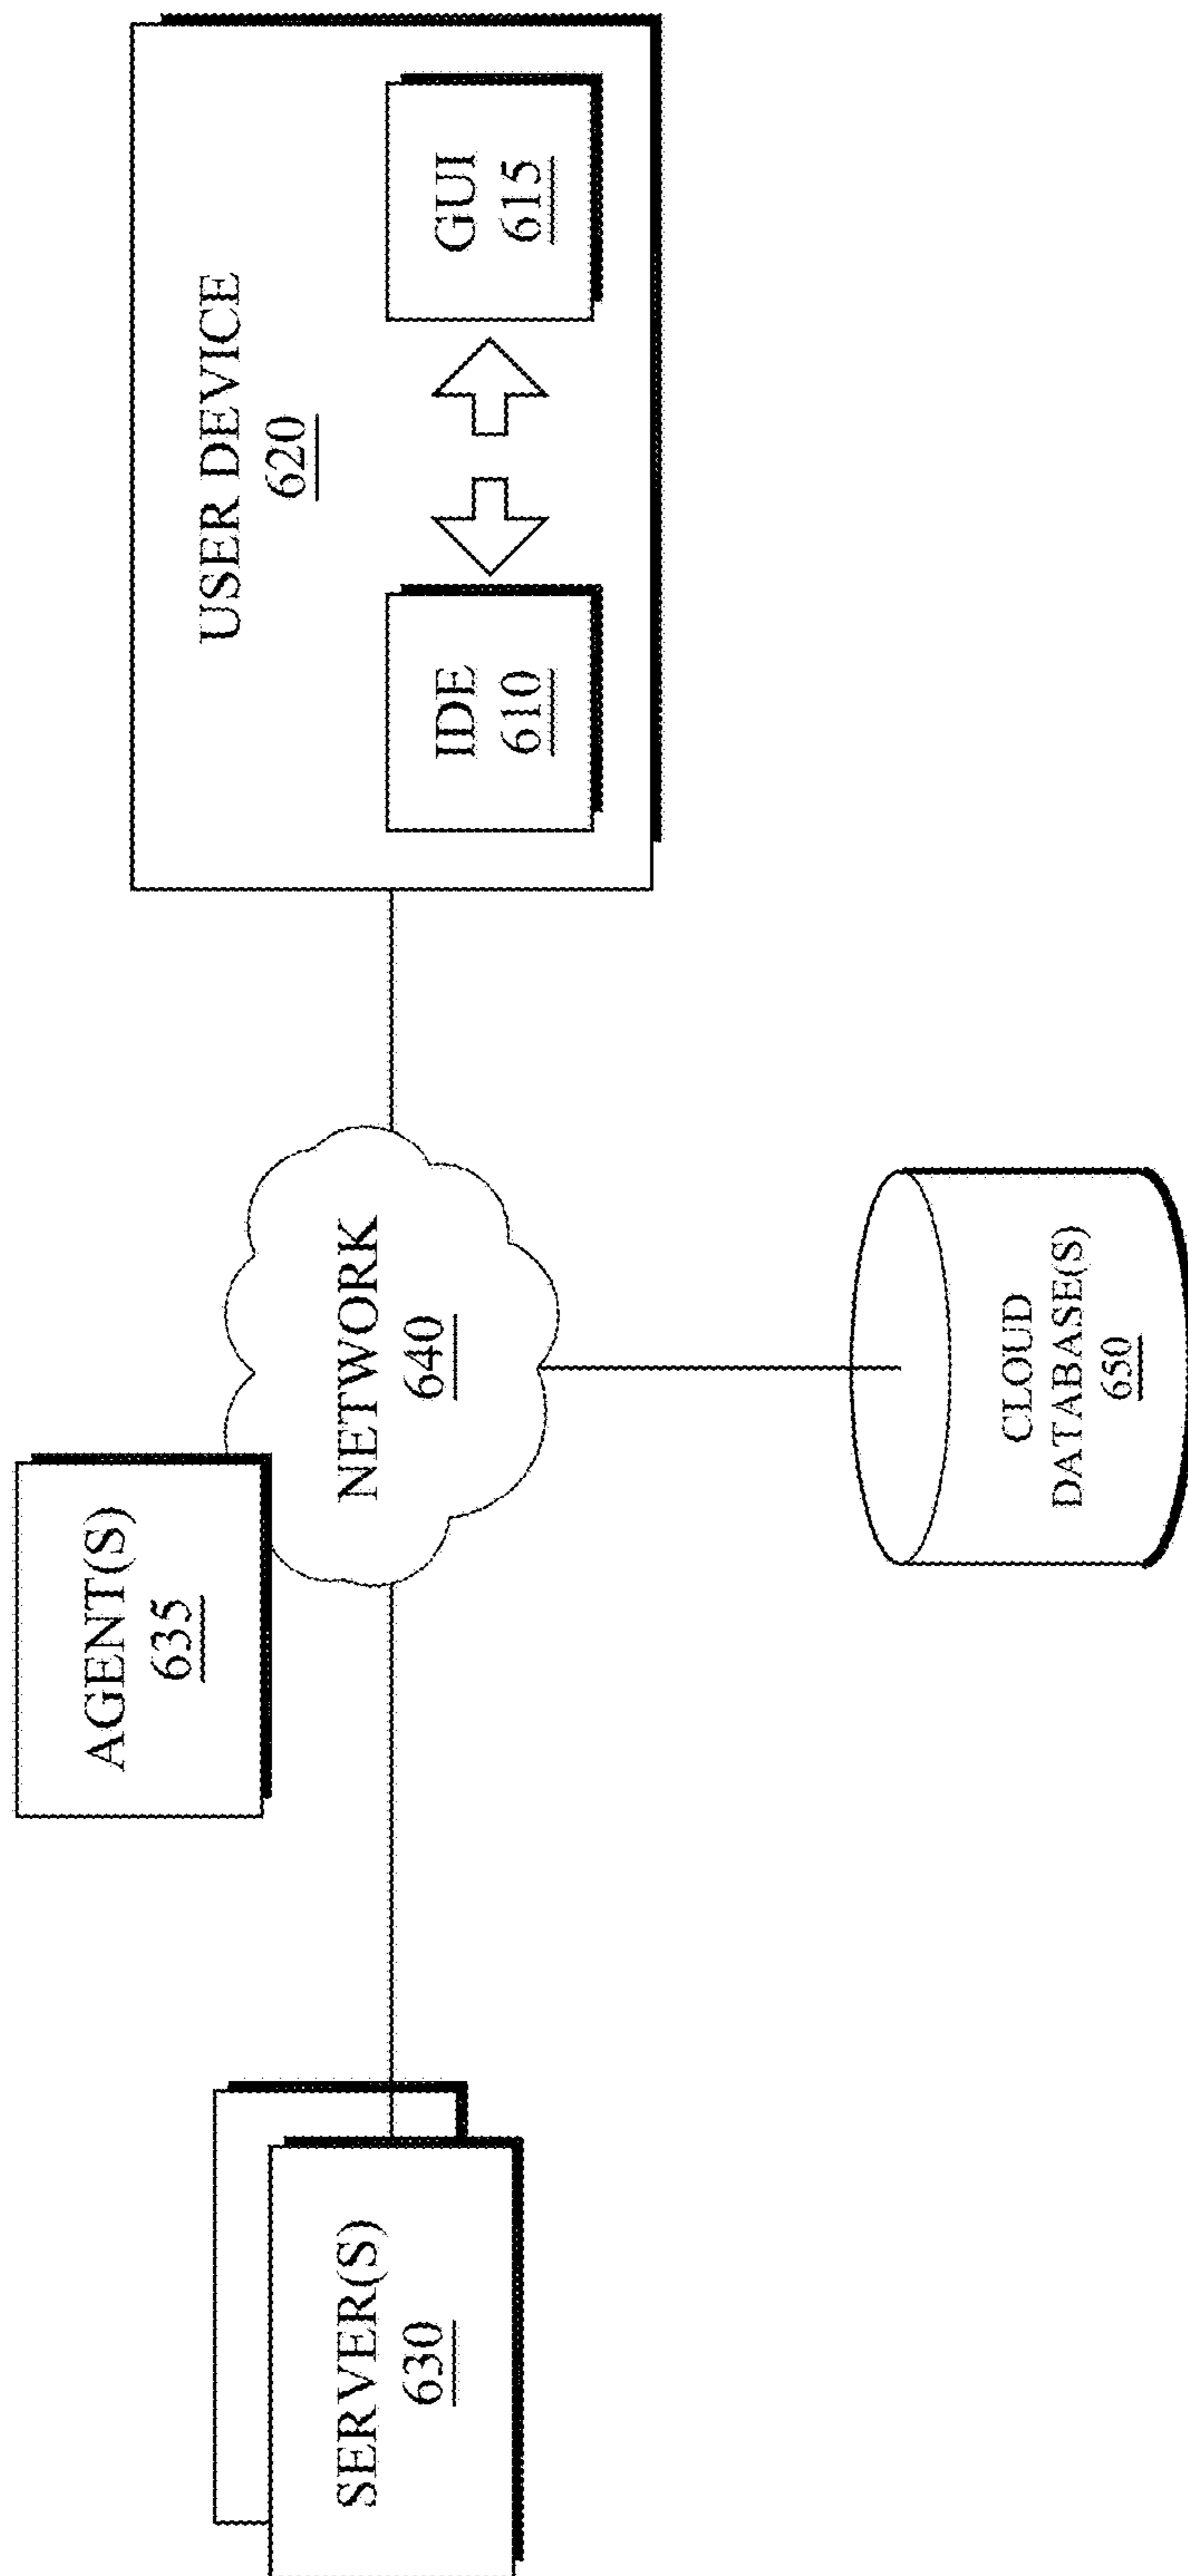 SERVER(S)
630
AGENT(S)
635
NETWORK
640
CLOUD
DATABASE(S)
650
USER DEVICE
620
IDE
610
GUI
615